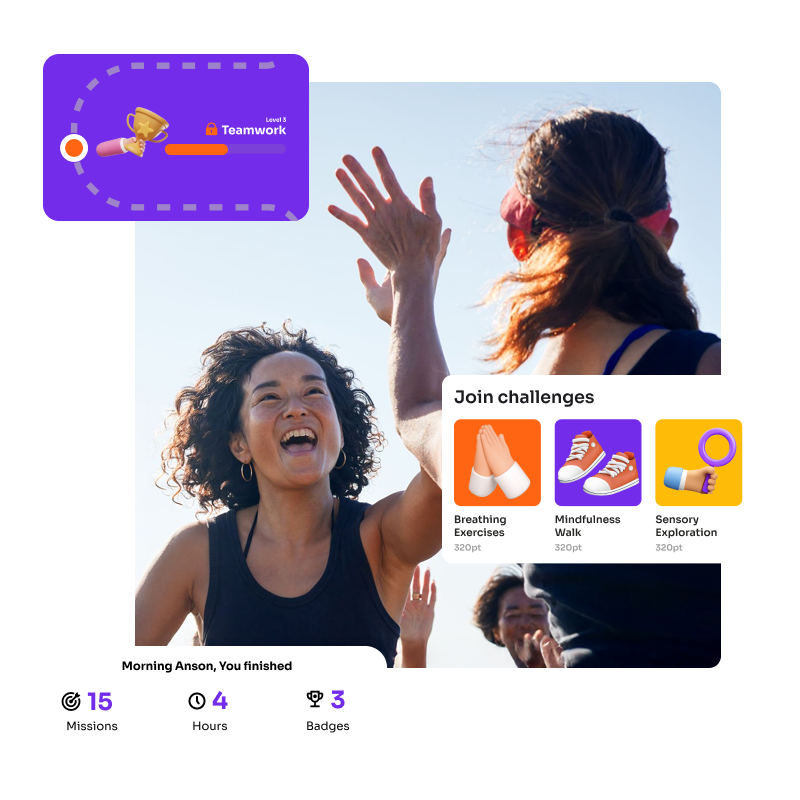 Level 3
Teamwork
Join challenges
Breathing
Exercises
320pt
Mindfulness
Walk
320pt
Sensory
Exploration
320pt
Morning Anson, You finished
15
Missions
4
Hours
3
Badges